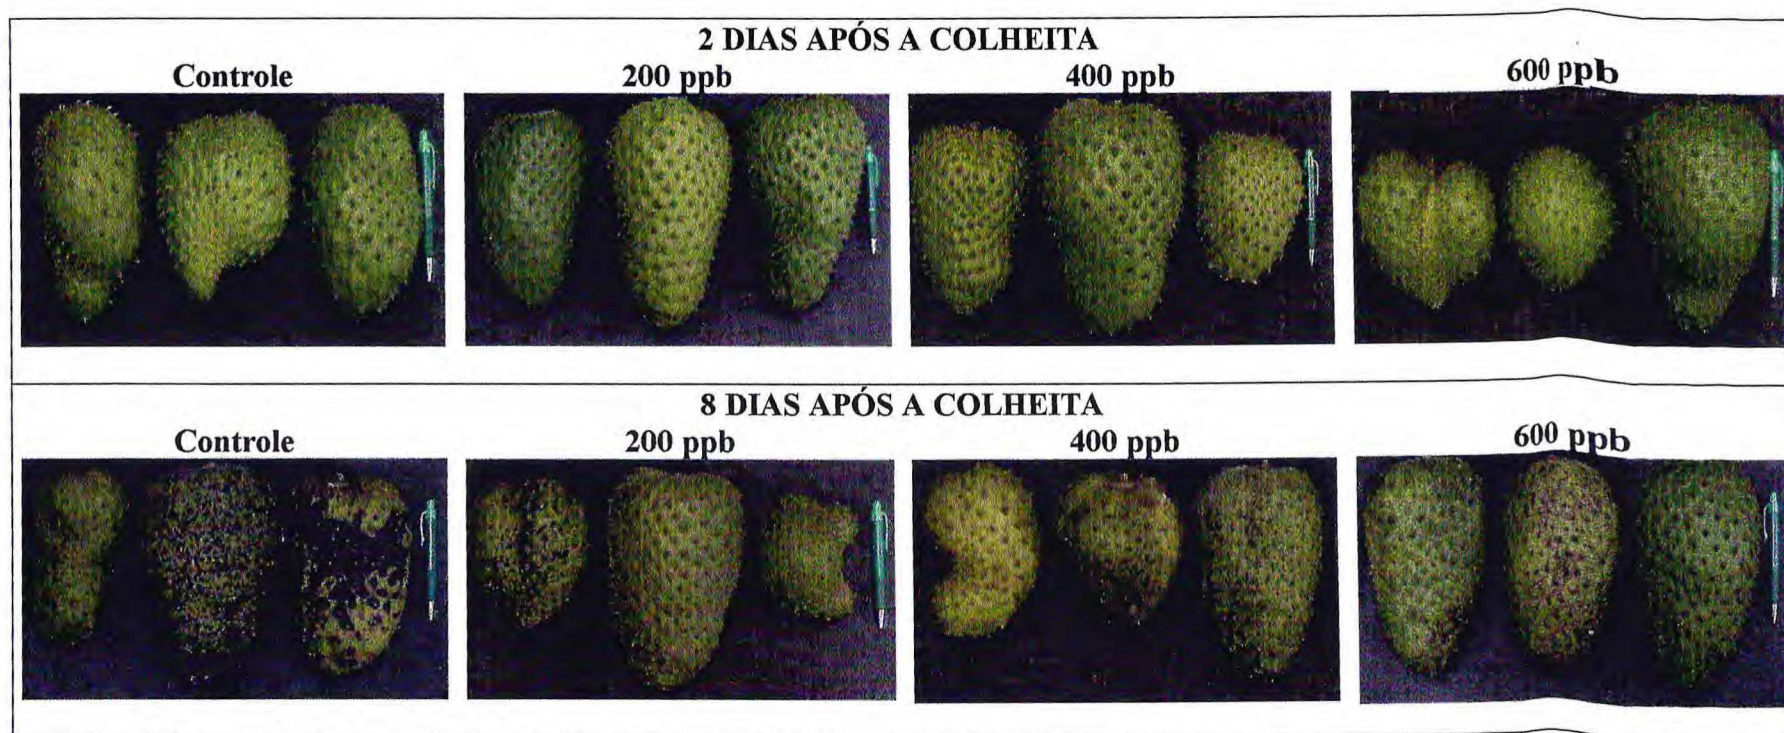 2 DIAS APÓS A COLHEITA
Controle 200 ppb 400 ppb 600 ppb
8 DIAS APÓS A COLHEITA
Controle 200 ppb 400 ppb 600 ppb